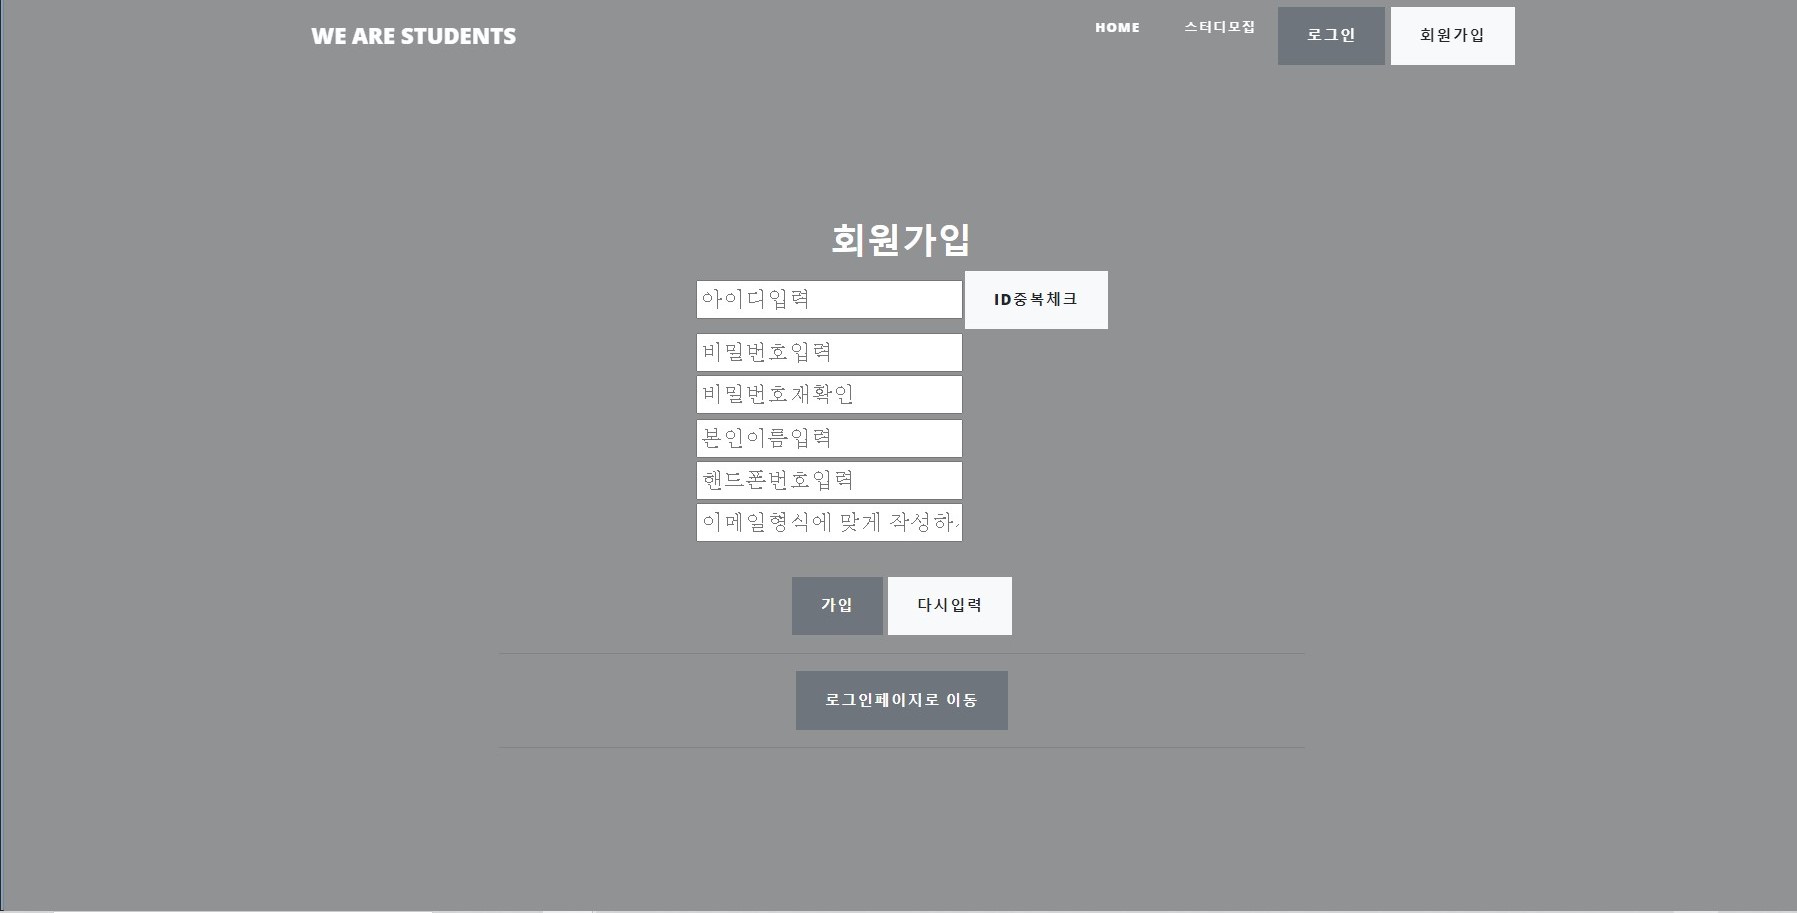 WE ARE STUDENTS
HOME
스터디모집
로그인
회원가입
회원가입
아이디입력
ID중복체크
비밀번호입력
비밀번호재확인
본인이름입력
핸드폰번호입력
이메일형식에 맞게 작성하
가입
다시입력
로그인페이지로 이동